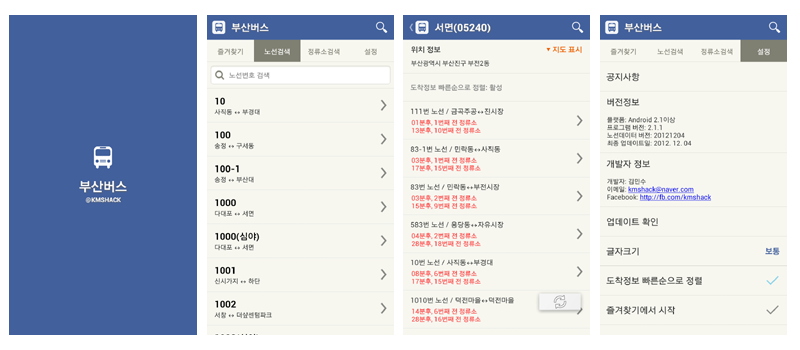 부산버스
@KMSHACK
부산버스
즐겨찾기 노선검색 정류소검색 설정
노선번호 검색
10
사직동 ↔ 부경대
100
송정 ↔ 구세동
100-1
송정 ↔ 부산대
1000
다대포 ↔ 서면
1000(심야)
다대포 ↔ 서면
1001
신시가지 ↔ 하단
1002
서창 ↔ 더샾센텀파크
서면(05240)
위치 정보 ▼ 지도 표시
부산광역시 부산진구 부전2동
도착정보 빠른순으로 정렬: 활성
111번 노선 / 금곡주공↔진시장
01분후, 1번째 전 정류소
13분후, 10번째 전 정류소
83-1번 노선 / 민락동↔사직동
03분후, 1번째 전 정류소
17분후, 15번째 전 정류소
83번 노선 / 민락동↔부전시장
03분후, 2번째 전 정류소
15분후, 9번째 전 정류소
583번 노선 / 용당동↔자유시장
04분후, 2번째 전 정류소
28분후, 18번째 전 정류소
10번 노선 / 사직동↔부경대
08분후, 6번째 전 정류소
17분후, 15번째 전 정류소
1010번 노선 / 덕천마을↔덕천마을
14분후, 6번째 전 정류소
28분후, 16번째 전 정류소
부산버스
즐겨찾기 노선검색 정류소검색 설정
공지사항
버전정보
플랫폼: Android 2.1이상
프로그램 버전: 2.1.1
노선데이터 버전: 20121204
최종 업데이트일: 2012. 12. 04
개발자 정보
개발자: 김민수
이메일: kmshack@naver.com
Facebook: http://fb.com/kmshack
업데이트 확인
글자크기 보통
도착정보 빠른순으로 정렬
즐겨찾기에서 시작